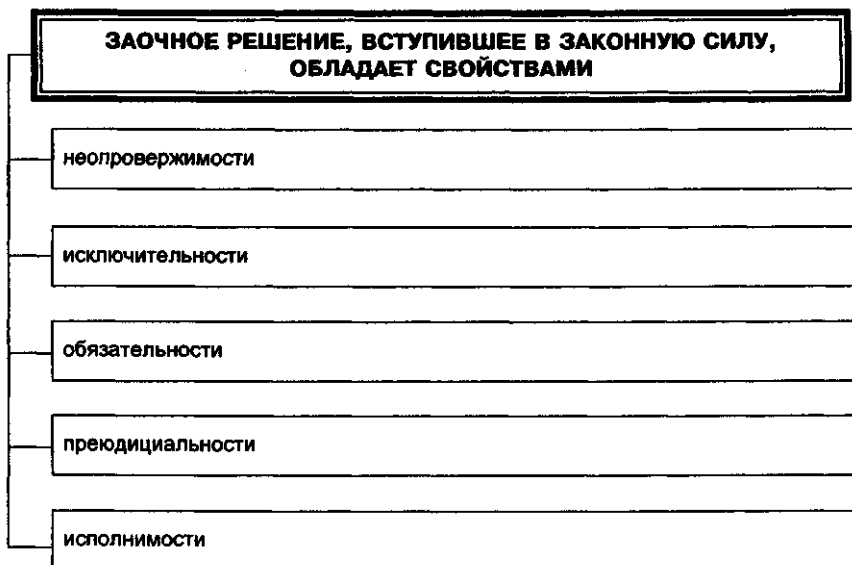 ЗАОЧНОЕ РЕШЕНИЕ, ВСТУПИВШЕЕ В ЗАКОННУЮ СИЛУ,
ОБЛАДАЕТ СВОЙСТВАМИ
неопровержимости
исключительности
обязательности
преюдициальности
исполнимости